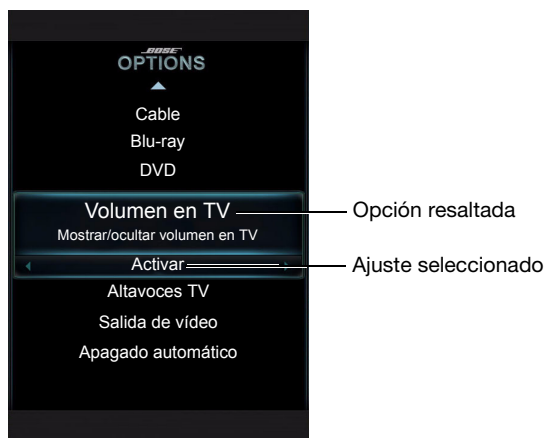 BOSE
OPTIONS
Cable
Blu-ray
DVD
Volumen en TV
Opción resaltada
Mostrar/ocultar volumen en TV
Activar
Ajuste seleccionado
Altavoces TV
Salida de vídeo
Apagado automático